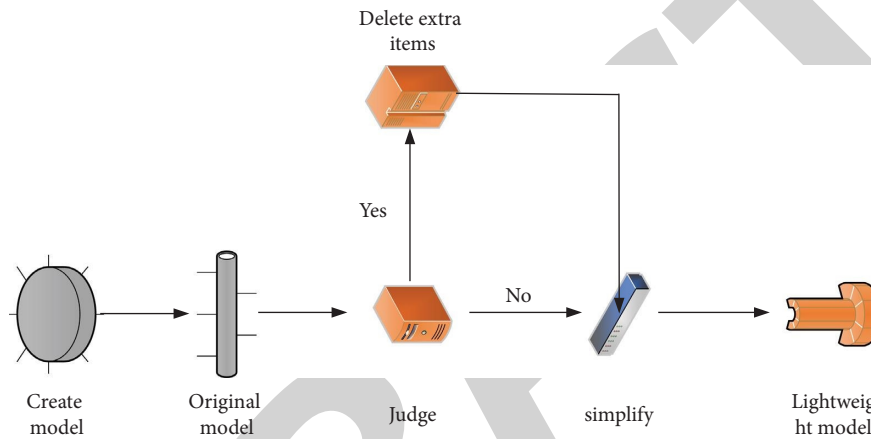 Delete extra
items
Yes
No
Create
model
Original
model
Judge
simplify
Lightweig
ht model